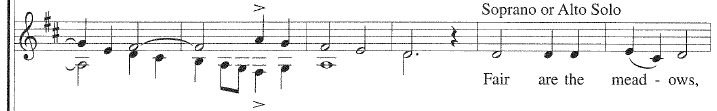 Soprano or Alto Solo
Fair are the mead - ows,